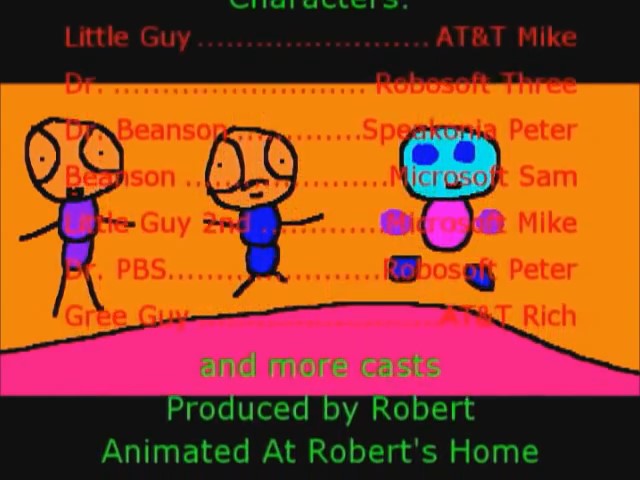 Characters:
Little Guy ........................... AT&T Mike
Dr. ............................. Robosoft Three
Dr. Beanson...............Speakonia Peter
Beanson .........................Microsoft Sam
Little Guy 2nd ................Microsoft Mike
Dr. PBS...........................Robosoft Peter
Gree Guy.............................AT&T Rich
and more casts
Produced by Robert
Animated At Robert's Home